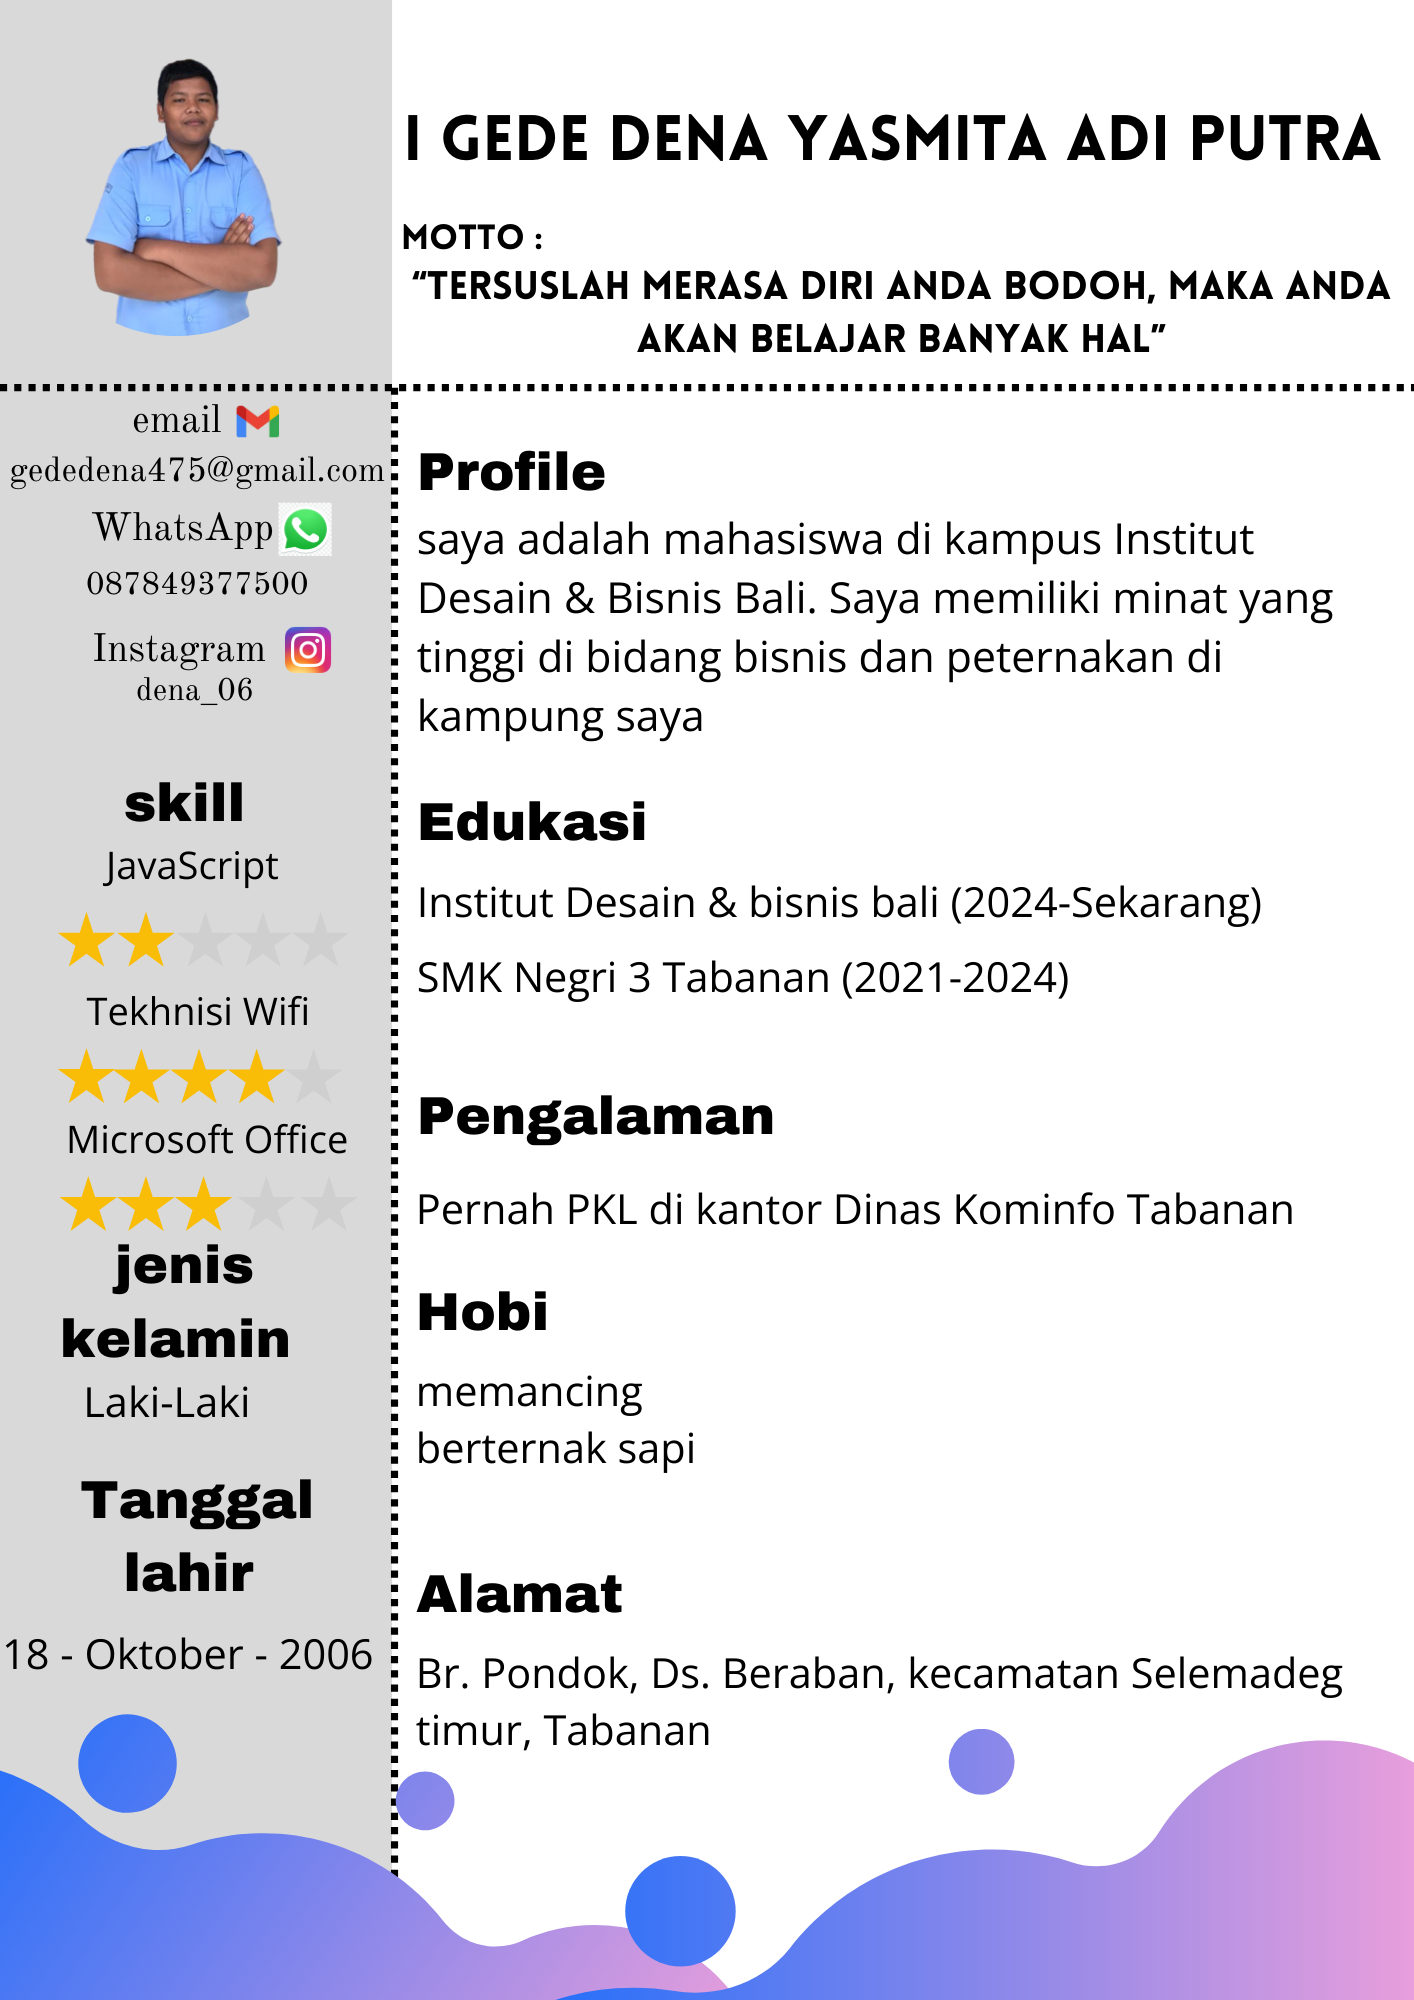 I GEDE DENA YASMITA ADI PUTRA
MOTTO :
“TERSUSLAH MERASA DIRI ANDA BODOH, MAKA ANDA
AKAN BELAJAR BANYAK HAL”
email
gededena475@gmail.com
WhatsApp
087849377500
Instagram
dena_06
skill
JavaScript
Tekhnisi Wifi
Microsoft Office
jenis
kelamin
Laki-Laki
Tanggal
lahir
18 - Oktober - 2006
Profile
saya adalah mahasiswa di kampus Institut
Desain & Bisnis Bali. Saya memiliki minat yang
tinggi di bidang bisnis dan peternakan di
kampung saya
Edukasi
Institut Desain & bisnis bali (2024-Sekarang)
SMK Negri 3 Tabanan (2021-2024)
Pengalaman
Pernah PKL di kantor Dinas Kominfo Tabanan
Hobi
memancing
berternak sapi
Alamat
Br. Pondok, Ds. Beraban, kecamatan Selemadeg
timur, Tabanan